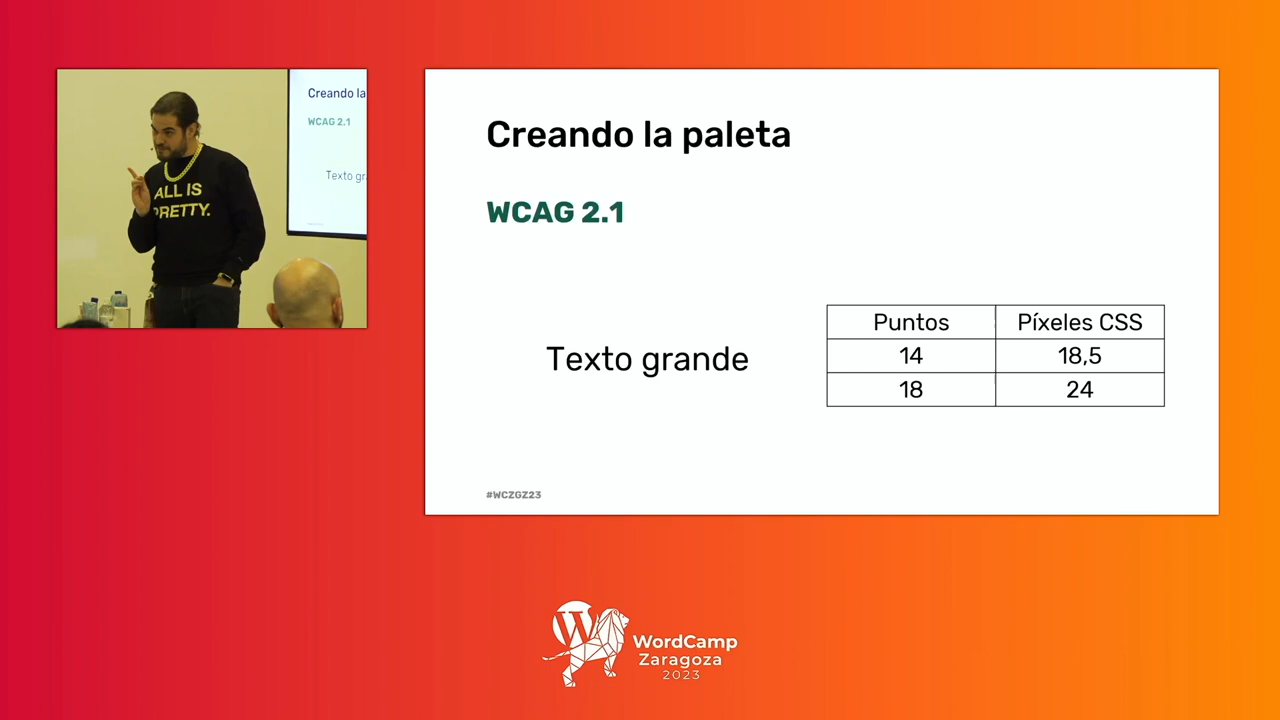 Creando la
WCAG 2.1
Texto gr
ALL IS
PRETTY.
Creando la paleta
WCAG 2.1
Texto grande
Puntos Píxeles CSS
14 18,5
18 24
#WCZGZ23
WordCamp
Zaragoza
2023